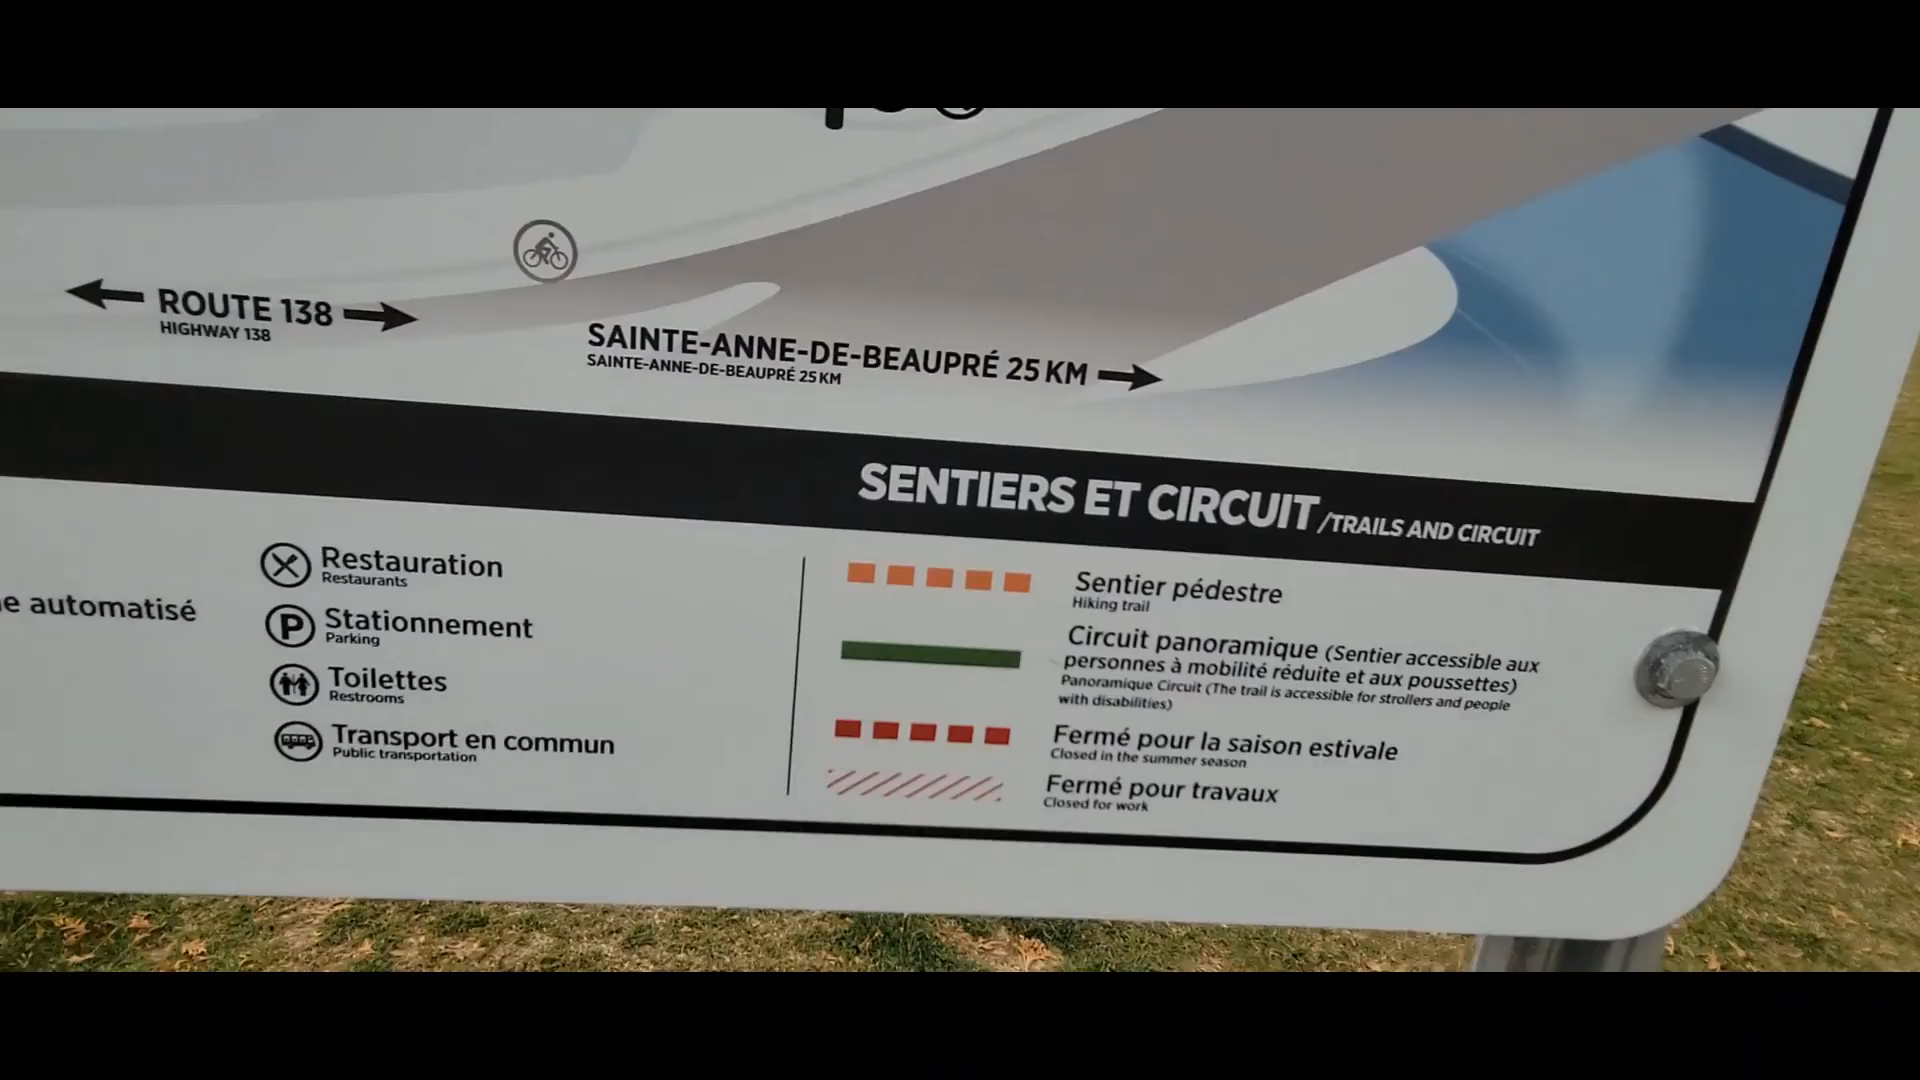 ROUTE 138
HIGHWAY 138
SAINTE-ANNE-DE-BEAUPRÉ 25 KM
SAINTE-ANNE-DE-BEAUPRÉ 25 KM
SENTIERS ET CIRCUIT /TRAILS AND CIRCUIT
automatisé
Restauration
Restaurants
P Stationnement
Parking
Toilettes
Restrooms
Transport en commun
Public transportation
Sentier pédestre
Hiking trail
Circuit panoramique (Sentier accessible aux
personnes à mobilité réduite et aux poussettes)
Panoramique Circuit (The trail is accessible for strollers and people
with disabilities)
Fermé pour la saison estivale
Closed in the summer season
Fermé pour travaux
Closed for work